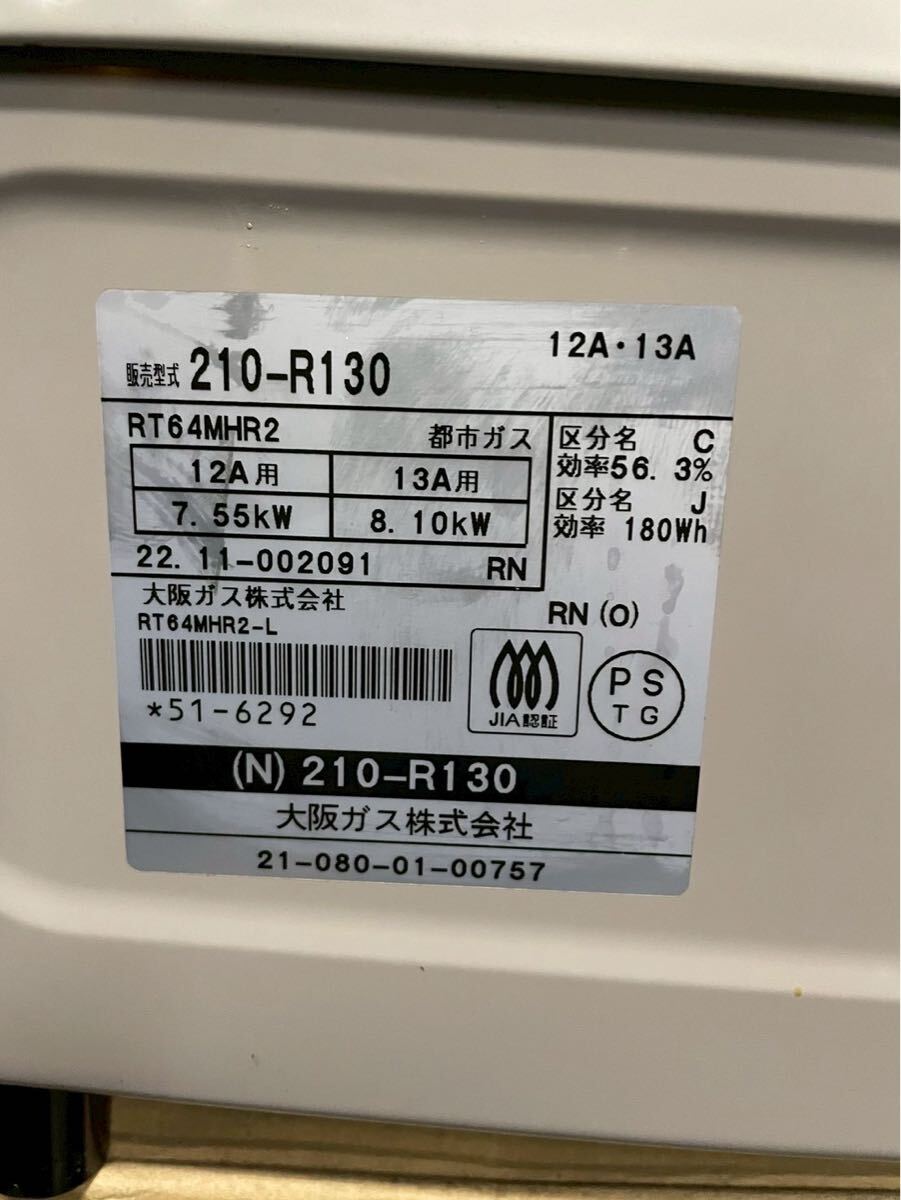 販売型式 210-R130 12A・13A
RT64MHR2 都市ガス
12A用 13A用
7.55kW 8.10kW
22.11-002091 RN
区分名 C
効率56.3%
区分名 J
効率 180Wh
大阪ガス株式会社
RT64MHR2-L
*51-6292
RN(O)
JIA認証
PS
TG
(N) 210-R130
大阪ガス株式会社
21-080-01-00757